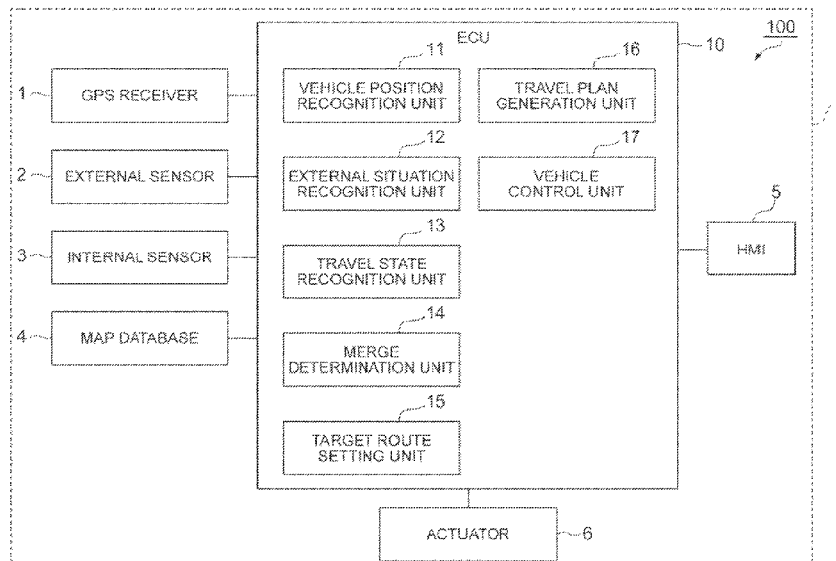 100
ECU
10
11
VEHICLE POSITION
RECOGNITION UNIT
16
TRAVEL PLAN
GENERATION UNIT
1
GPS RECEIVER
12
EXTERNAL SITUATION
RECOGNITION UNIT
17
VEHICLE
CONTROL UNIT
2
EXTERNAL SENSOR
5
HMI
13
TRAVEL STATE
RECOGNITION UNIT
3
INTERNAL SENSOR
14
MERGE
DETERMINATION UNIT
4
MAP DATABASE
15
TARGET ROUTE
SETTING UNIT
ACTUATOR
6